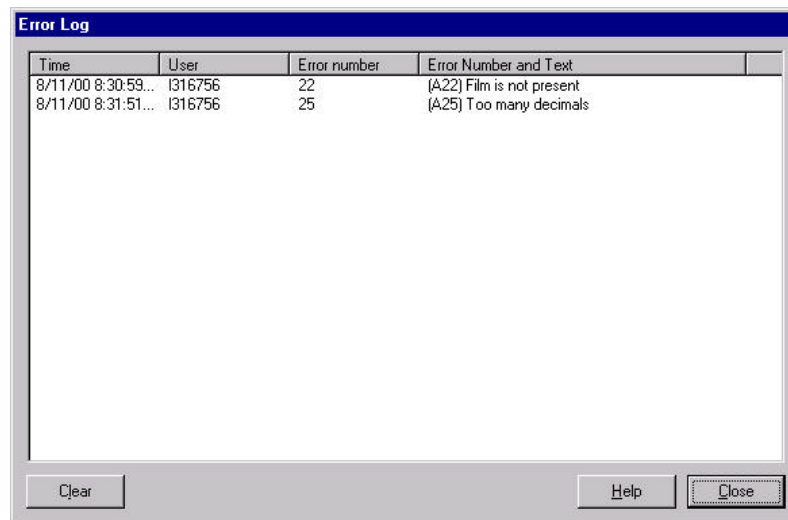 Error Log
Time User Error number Error Number and Text
8/11/00 8:30:59... I316756 22 (A22) Film is not present
8/11/00 8:31:51... I316756 25 (A25) Too many decimals
Clear Help Close